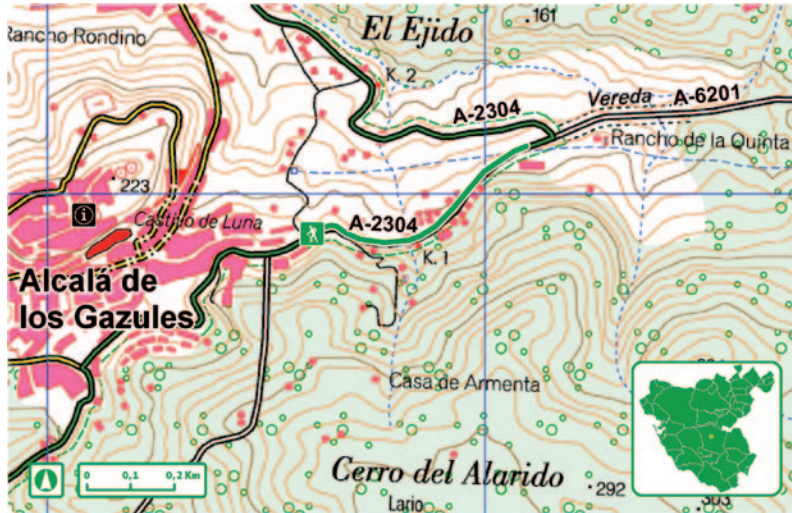 Rancho Rondino
El Ejido
161
K. 2
A-2304
Vereda
A-6201
Rancho de la Quinta
223
i
Castillo de Luna
A-2304
K. 1
Alcalá de
los Gazules
Casa de Armenta
Cerro del Alarido
Lario
292
303
0 0,1 0,2 Km